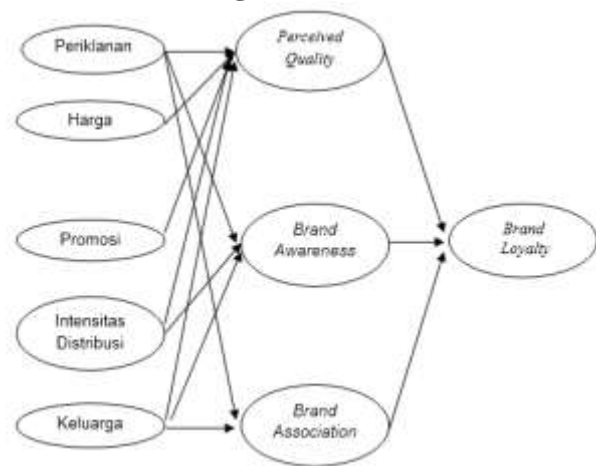 Periklanan
Perceived
Quality
Harga
Promosi
Brand
Awareness
Brand
Loyalty
Intensitas
Distribusi
Keluarga
Brand
Association